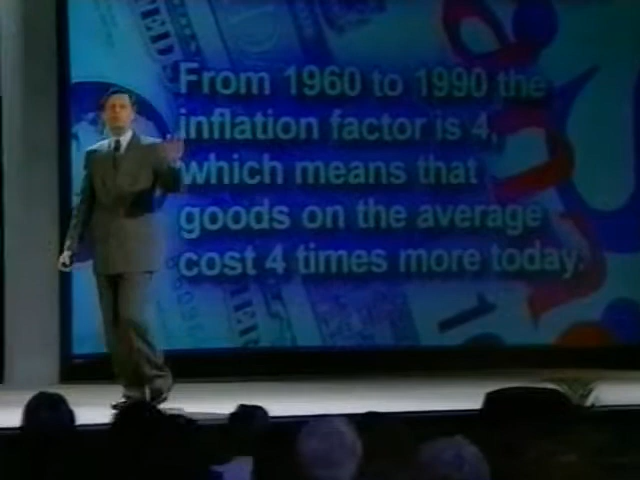 From 1960 to 1990 the
inflation factor is 4,
which means that
goods on the average
cost 4 times more today.